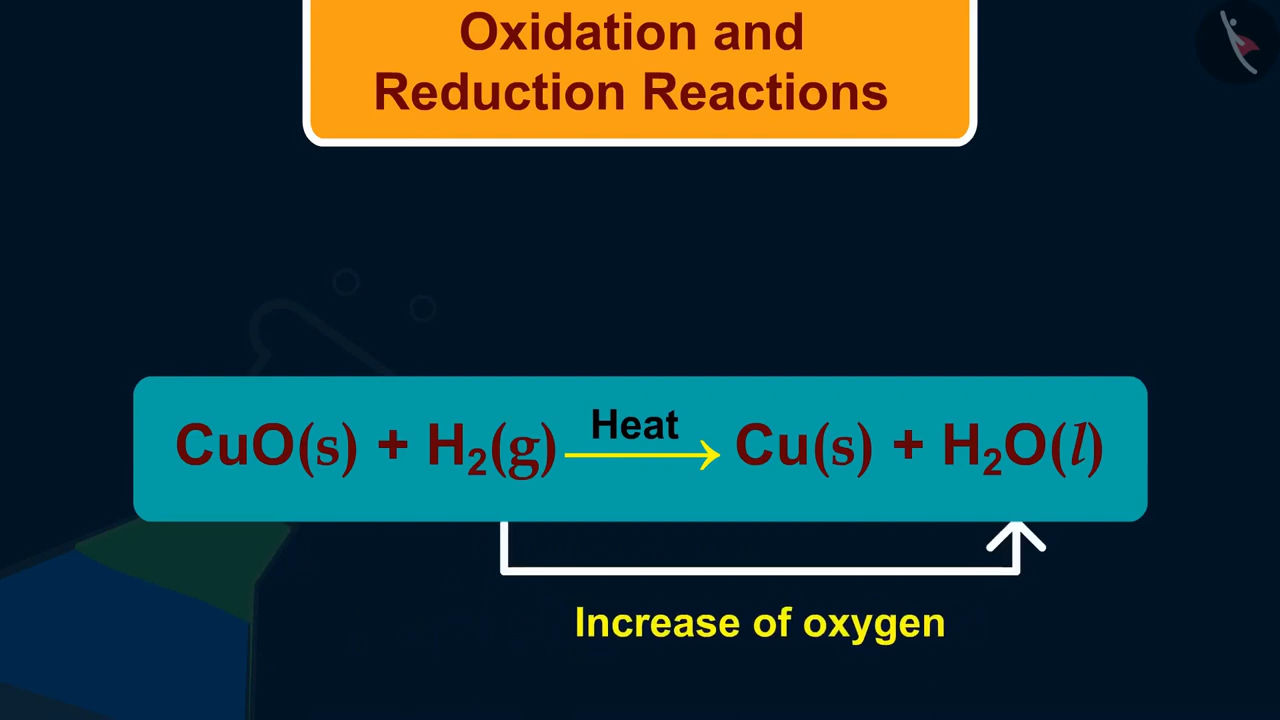 Oxidation and
Reduction Reactions
Heat
CuO(s) + H₂(g) → Cu(s) + H₂O(l)
Increase of oxygen